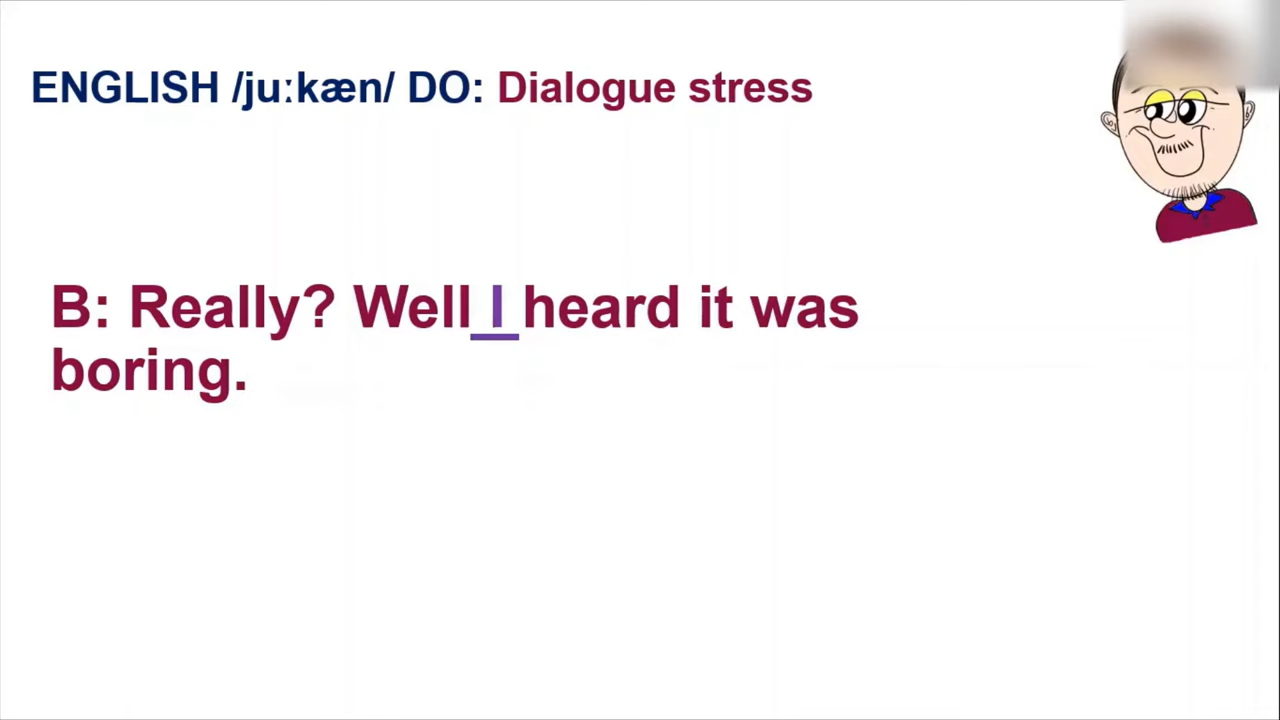 ENGLISH /juːkæn/ DO: Dialogue stress
B: Really? Well I heard it was
boring.